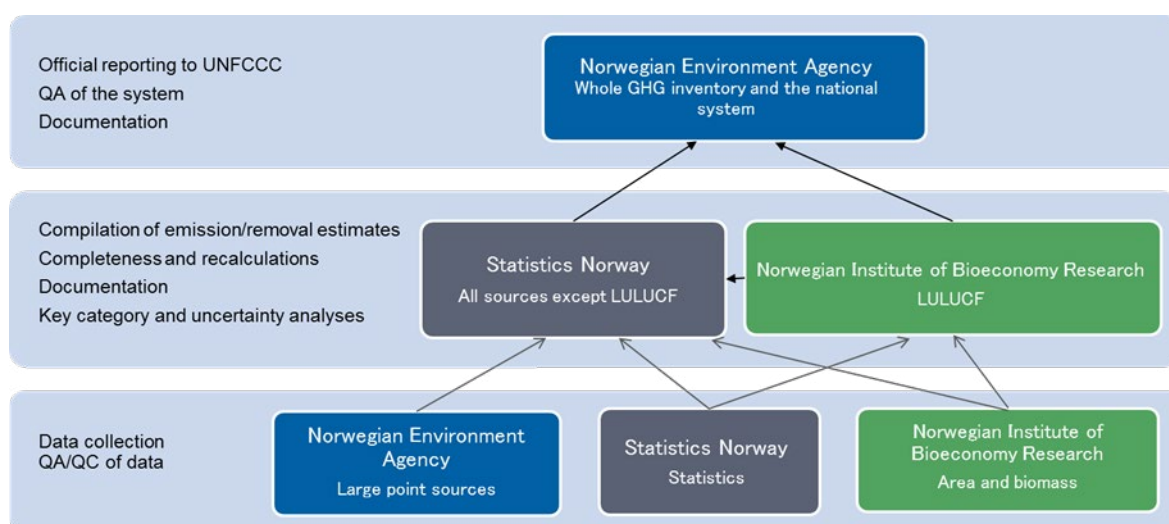 Official reporting to UNFCCC
QA of the system
Documentation
Norwegian Environment Agency
Whole GHG inventory and the national
system
Compilation of emission/removal estimates
Completeness and recalculations
Documentation
Key category and uncertainty analyses
Statistics Norway
All sources except LULUCF
Norwegian Institute of Bioeconomy Research
LULUCF
Data collection
QA/QC of data
Norwegian Environment
Agency
Large point sources
Statistics Norway
Statistics
Norwegian Institute of
Bioeconomy Research
Area and biomass